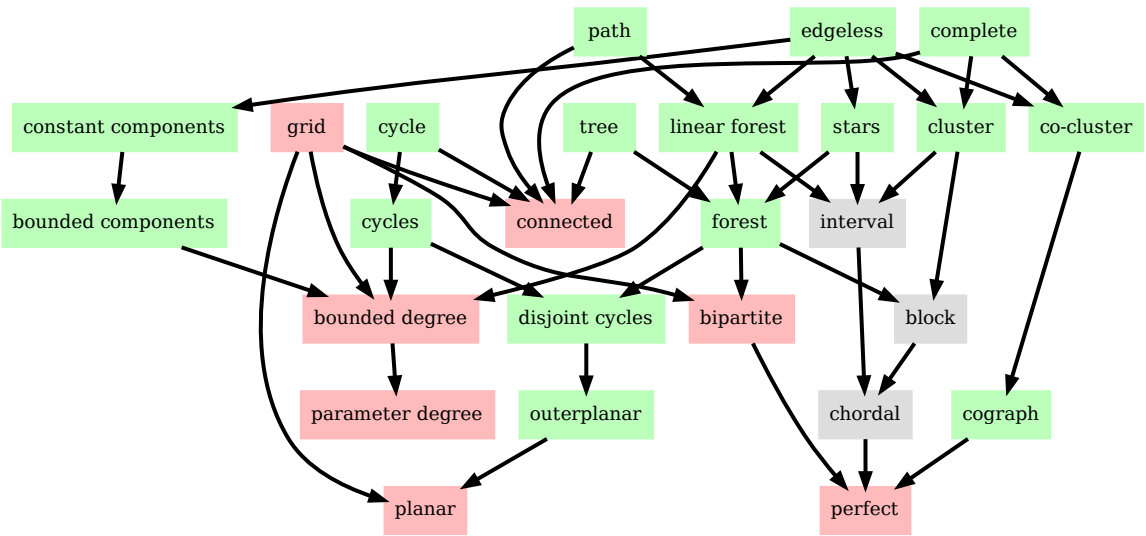 path
edgeless
complete
constant components
grid
cycle
tree
linear forest
stars
cluster
co-cluster
bounded components
cycles
connected
forest
interval
bounded degree
disjoint cycles
bipartite
block
parameter degree
outerplanar
chordal
cograph
planar
perfect